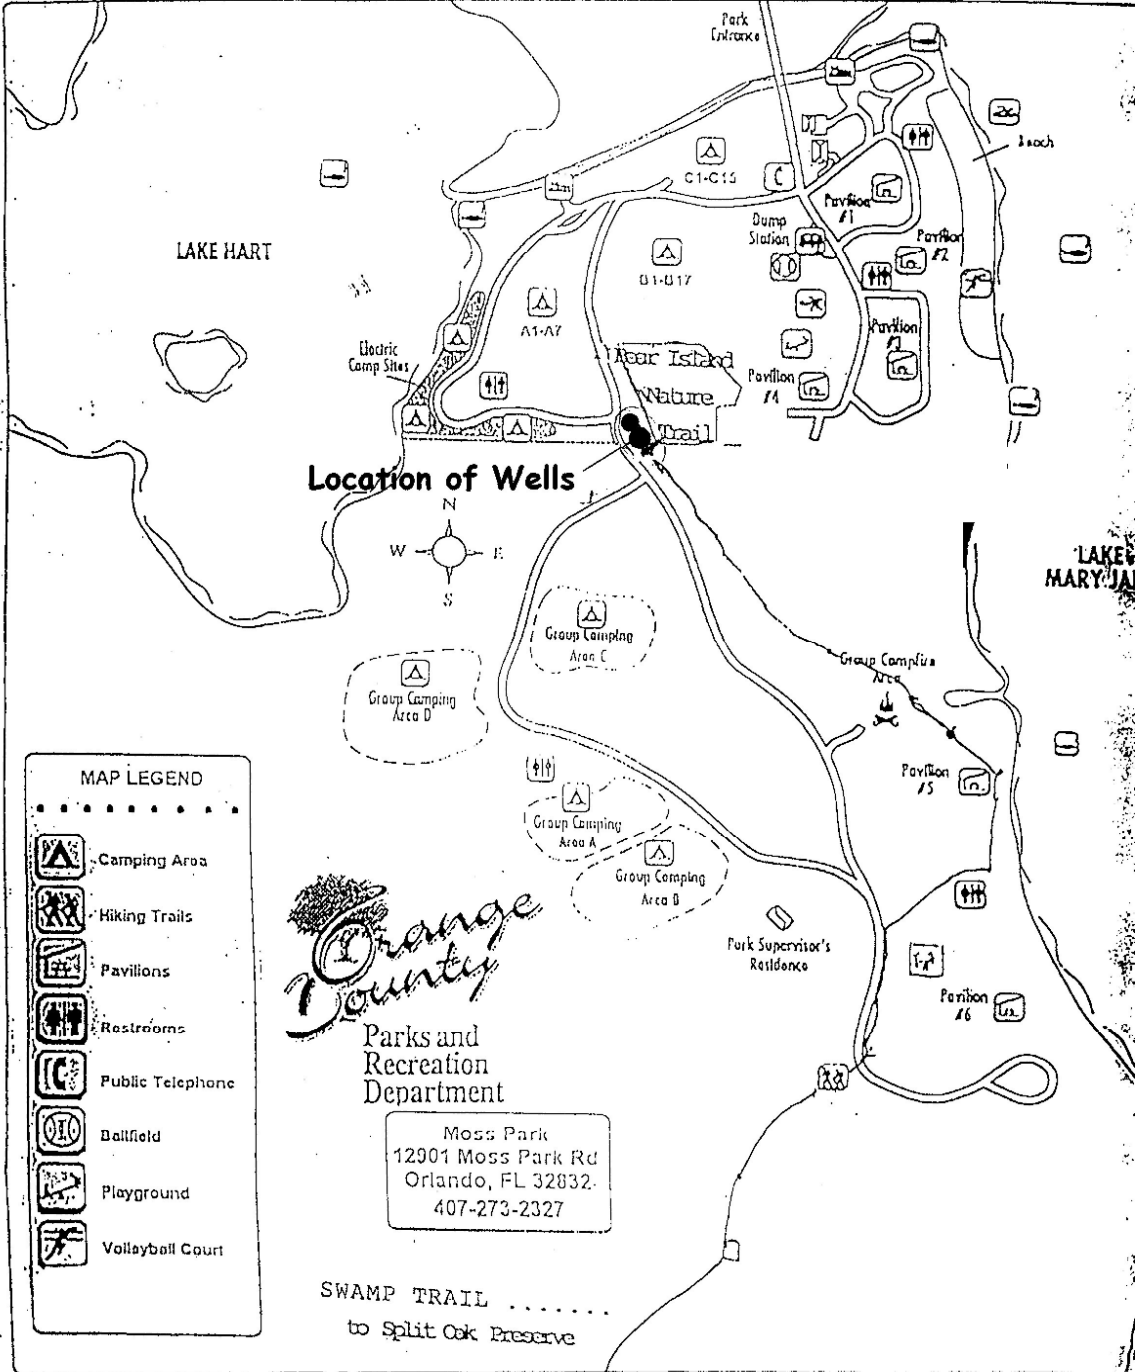 Park
Entrance
Beach
C1-C15
Pavilion
#1
Dump
Station
Pavilion
#2
LAKE HART
B1-B17
A1-A7
Pavilion
Electric
Camp Sites
Bear Island
Nature
Trail
Pavilion
#4
Location of Wells
N
W
E
S
LAKE
MARY JA
Group Camping
Area C
Group Campfire
Area
Group Camping
Area D
Pavilion
#5
MAP LEGEND
Camping Area
Hiking Trails
Pavilions
Restrooms
Public Telephone
Ballfield
Playground
Volleyball Court
Group Camping
Area A
Group Camping
Area B
Park Supervisor's
Residence
Pavilion
#6
Orange
County
Parks and
Recreation
Department
Moss Park
12901 Moss Park Rd
Orlando, FL 32832
407-273-2327
SWAMP TRAIL .......
to Split Oak Preserve